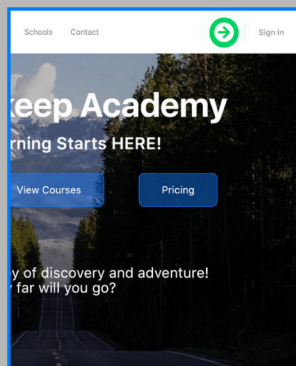 Schools Contact Sign in
keep Academy
rning Starts HERE!
View Courses Pricing
y of discovery and adventure!
far will you go?